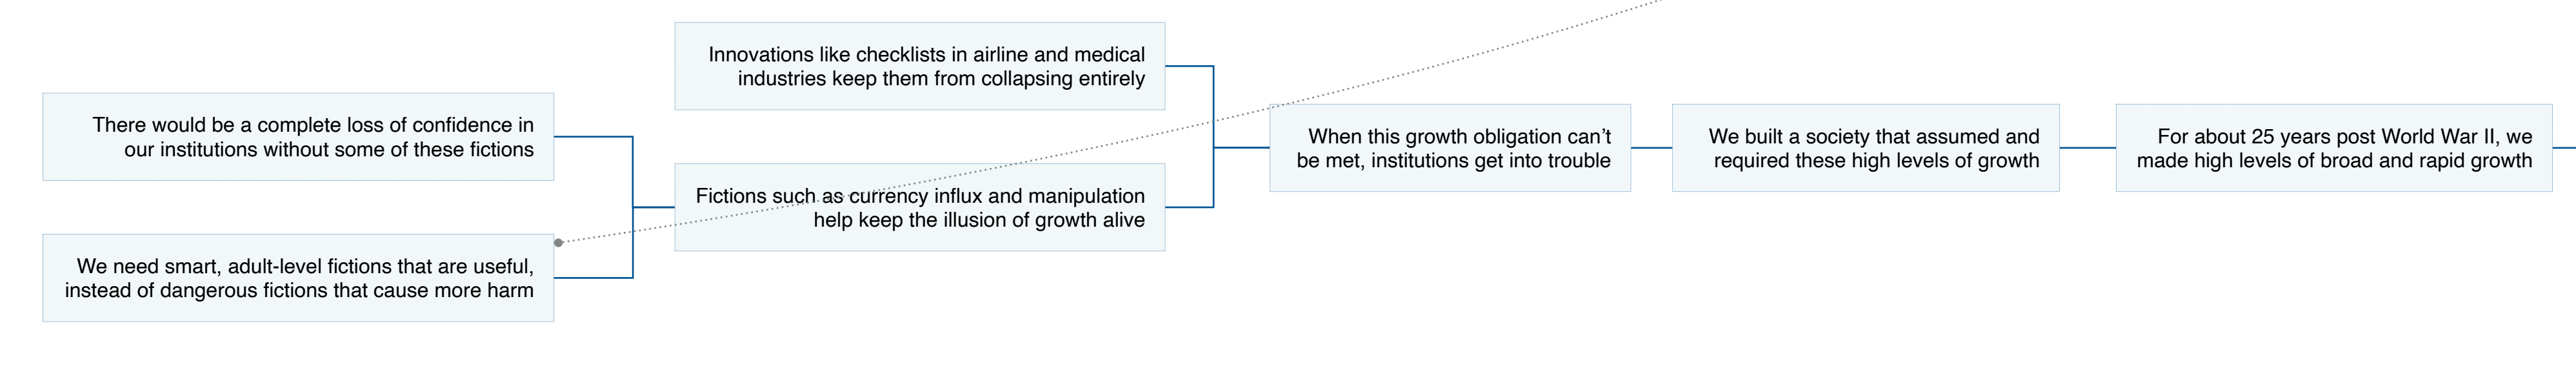 Innovations like checklists in airline and medical
industries keep them from collapsing entirely
There would be a complete loss of confidence in
our institutions without some of these fictions
When this growth obligation can’t
be met, institutions get into trouble
We built a society that assumed and
required these high levels of growth
For about 25 years post World War II, we
made high levels of broad and rapid growth
Fictions such as currency influx and manipulation
help keep the illusion of growth alive
We need smart, adult-level fictions that are useful,
instead of dangerous fictions that cause more harm